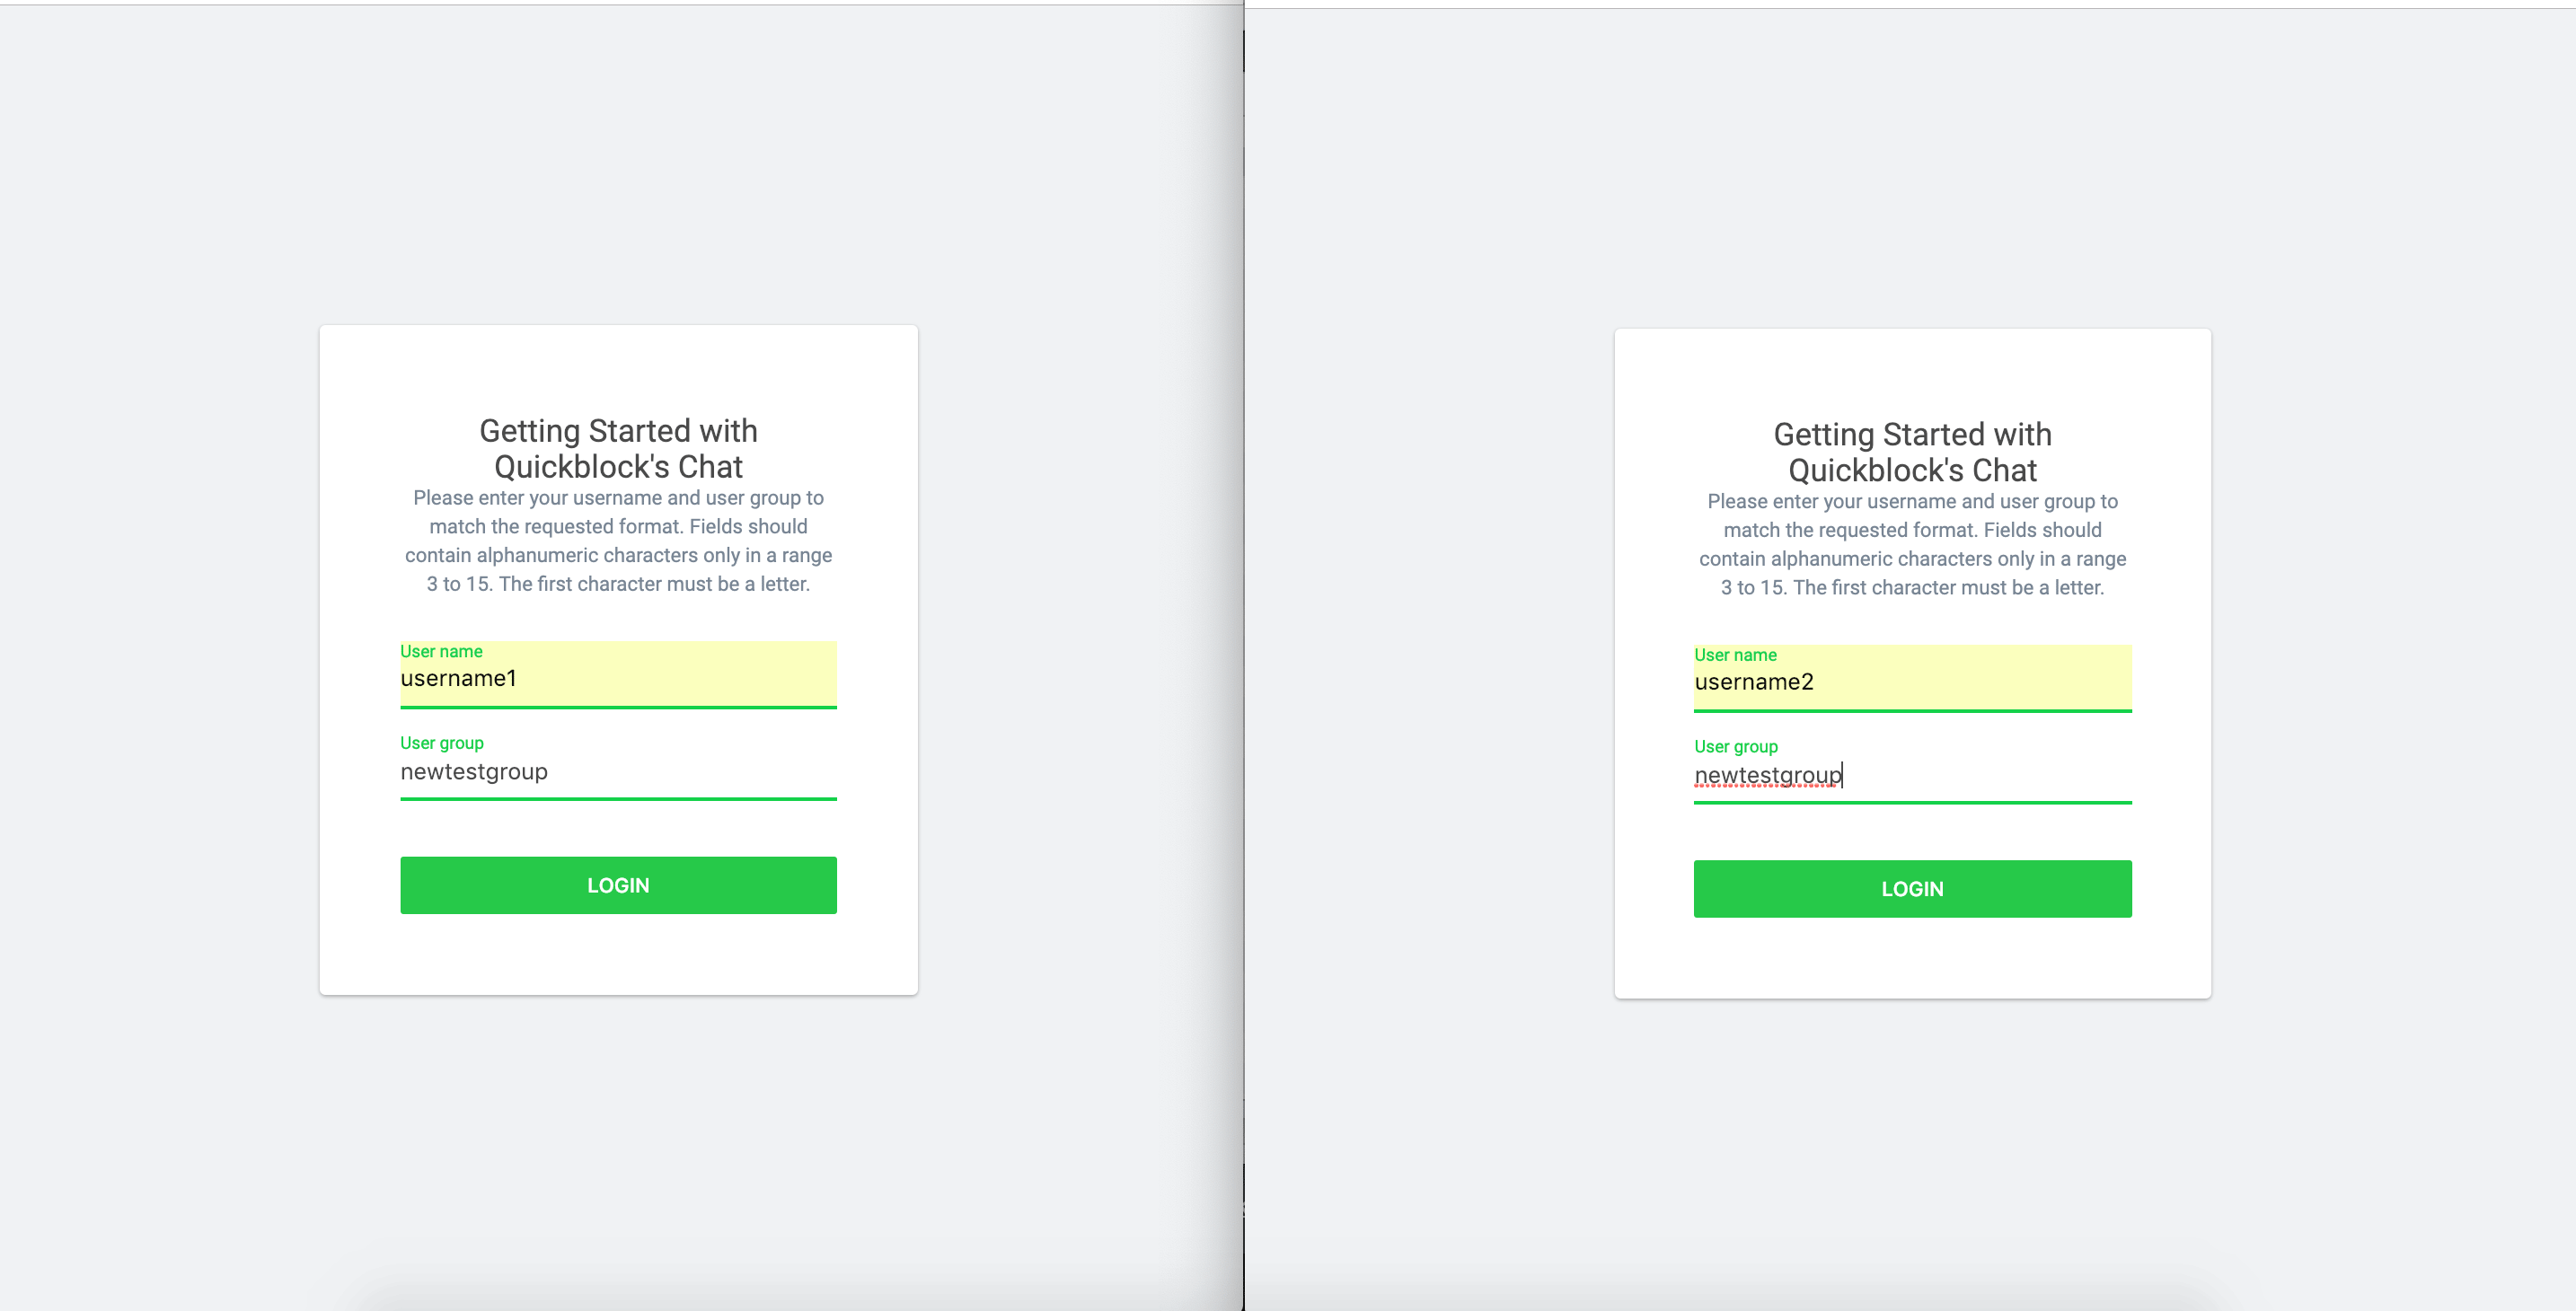 Getting Started with
Quickblock's Chat
Please enter your username and user group to
match the requested format. Fields should
contain alphanumeric characters only in a range
3 to 15. The first character must be a letter.
User name
username1
User group
newtestgroup
LOGIN
Getting Started with
Quickblock's Chat
Please enter your username and user group to
match the requested format. Fields should
contain alphanumeric characters only in a range
3 to 15. The first character must be a letter.
User name
username2
User group
newtestgroup
LOGIN